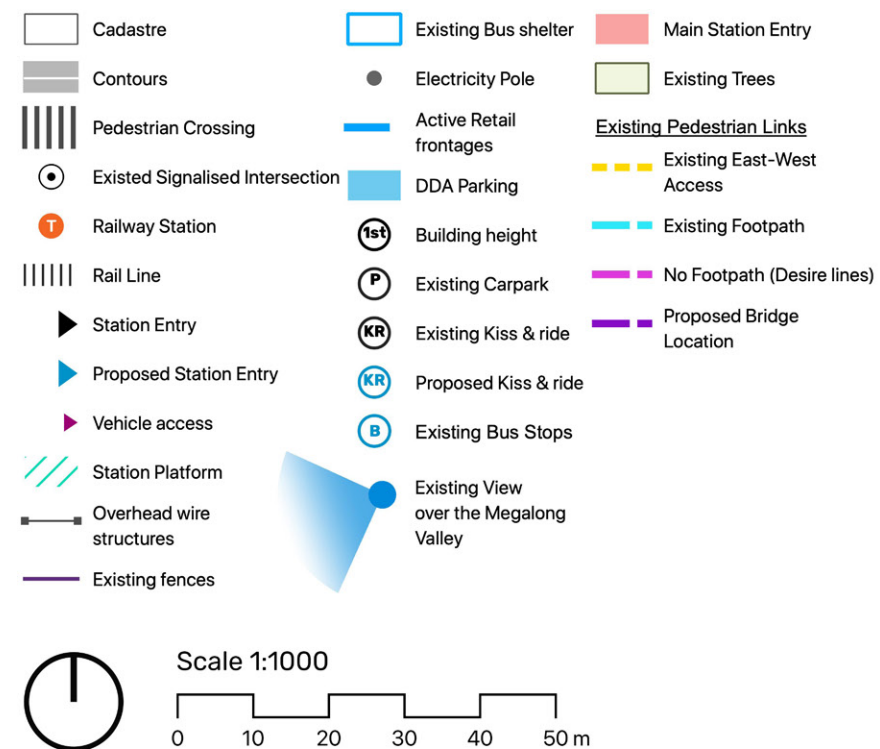 Cadastre
Contours
Pedestrian Crossing
Existed Signalised Intersection
T
Railway Station
Rail Line
Station Entry
Proposed Station Entry
Vehicle access
Station Platform
Overhead wire
structures
Existing fences
Existing Bus shelter
Electricity Pole
Active Retail
frontages
DDA Parking
1st
Building height
P
Existing Carpark
KR
Existing Kiss & ride
KR
Proposed Kiss & ride
B
Existing Bus Stops
Existing View
over the Megalong
Valley
Main Station Entry
Existing Trees
Existing Pedestrian Links
Existing East-West
Access
Existing Footpath
No Footpath (Desire lines)
Proposed Bridge
Location
Scale 1:1000
0 10 20 30 40 50 m